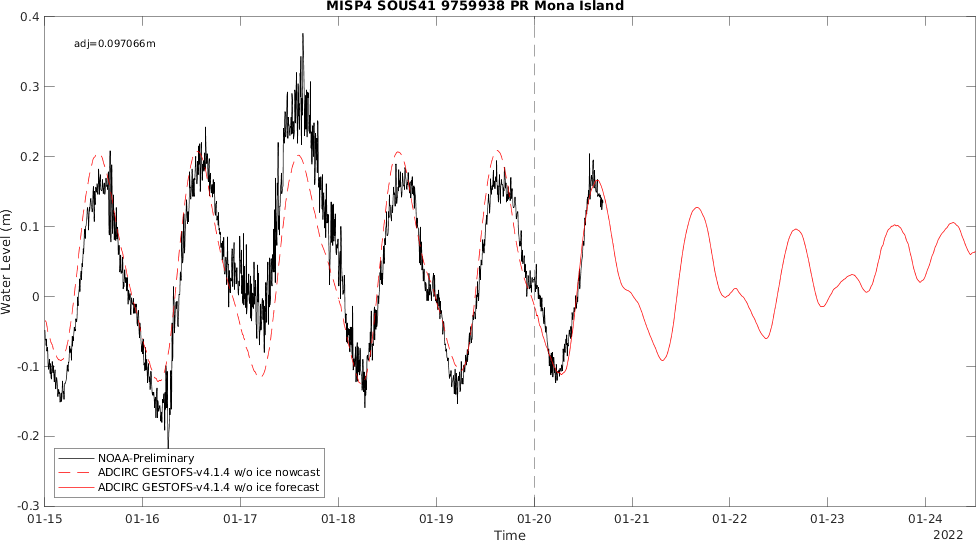 MISP4 SOUS41 9759938 PR Mona Island
adj=0.097066m
0.4
0.3
0.2
0.1
0
-0.1
-0.2
-0.3
Water Level (m)
NOAA-Preliminary
ADCIRC GESTOFS-v4.1.4 w/o ice nowcast
ADCIRC GESTOFS-v4.1.4 w/o ice forecast
01-15 01-16 01-17 01-18 01-19 01-20 01-21 01-22 01-23 01-24
Time
2022